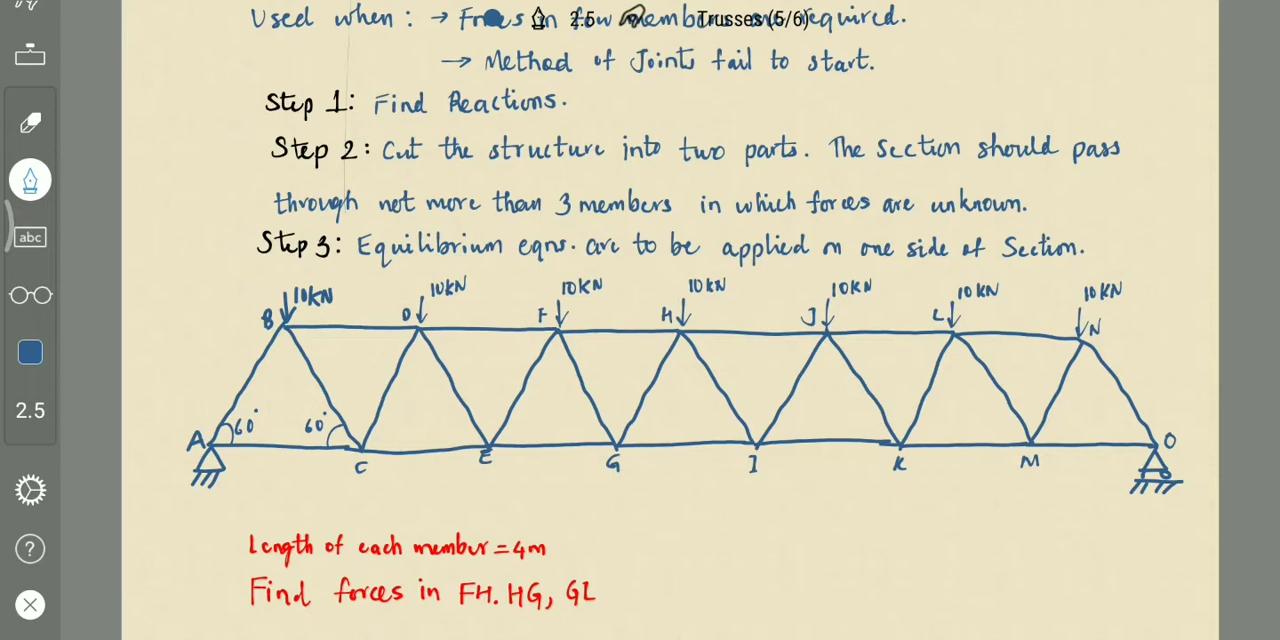 Used when : → Forces in few members are required.
2.5 Trusses (5/6)
→ Method of Joints fail to start.
Step 1: Find Reactions.
Step 2: Cut the structure into two parts. The Section should pass
through not more than 3 members in which forces are unknown.
Step 3: Equilibrium eqns. are to be applied on one side of Section.
abc
2.5
10KN 10KN 10KN 10KN 10KN 10KN 10KN
B D F H J L N
A 60° 60° O
C E G I K M
Length of each member = 4m
Find forces in FH. HG, GI
?